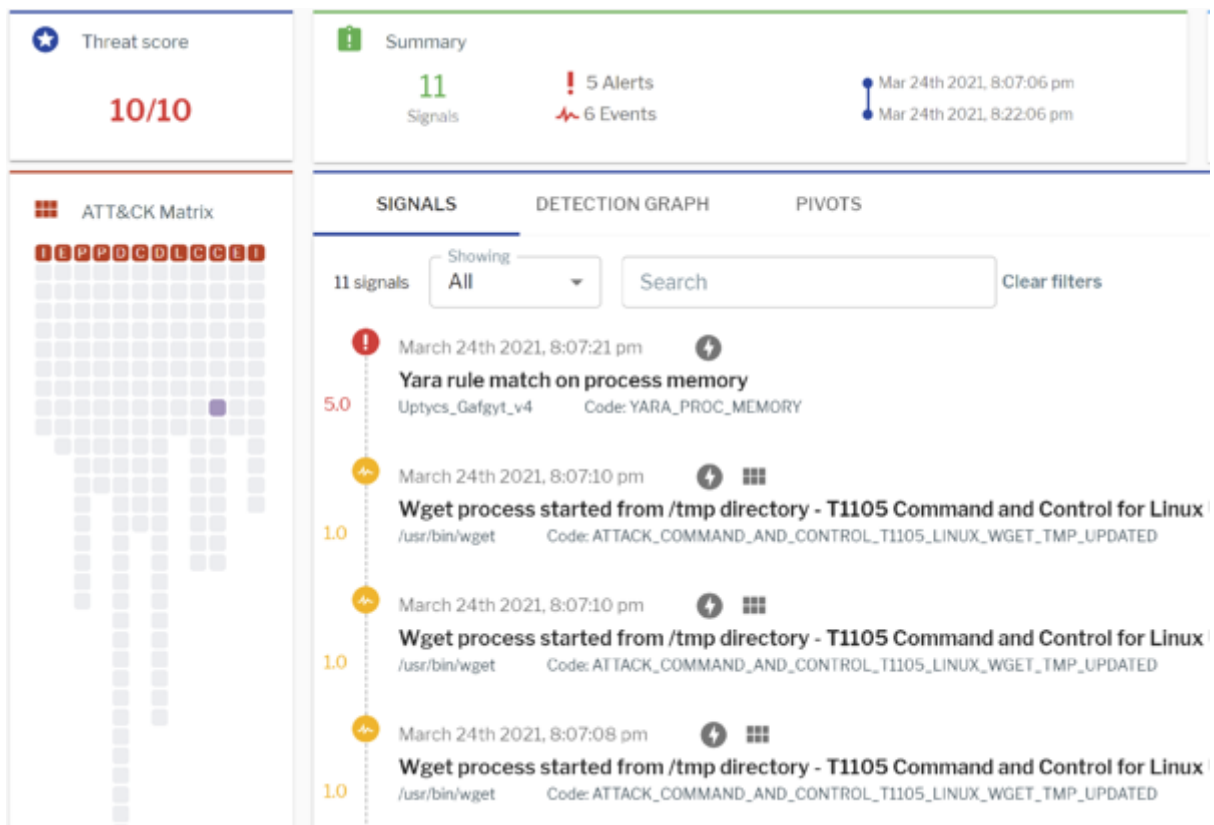 Threat score
10/10
Summary
11
Signals
5 Alerts
6 Events
Mar 24th 2021, 8:07:06 pm
Mar 24th 2021, 8:22:06 pm
ATT&CK Matrix
I E P P D C D L C C E I
SIGNALS DETECTION GRAPH PIVOTS
11 signals
Showing
All
Search
Clear filters
March 24th 2021, 8:07:21 pm
Yara rule match on process memory
5.0
Uptycs_Gafgyt_v4 Code: YARA_PROC_MEMORY
March 24th 2021, 8:07:10 pm
Wget process started from /tmp directory - T1105 Command and Control for Linux
1.0
/usr/bin/wget Code: ATTACK_COMMAND_AND_CONTROL_T1105_LINUX_WGET_TMP_UPDATED
March 24th 2021, 8:07:10 pm
Wget process started from /tmp directory - T1105 Command and Control for Linux
1.0
/usr/bin/wget Code: ATTACK_COMMAND_AND_CONTROL_T1105_LINUX_WGET_TMP_UPDATED
March 24th 2021, 8:07:08 pm
Wget process started from /tmp directory - T1105 Command and Control for Linux
1.0
/usr/bin/wget Code: ATTACK_COMMAND_AND_CONTROL_T1105_LINUX_WGET_TMP_UPDATED